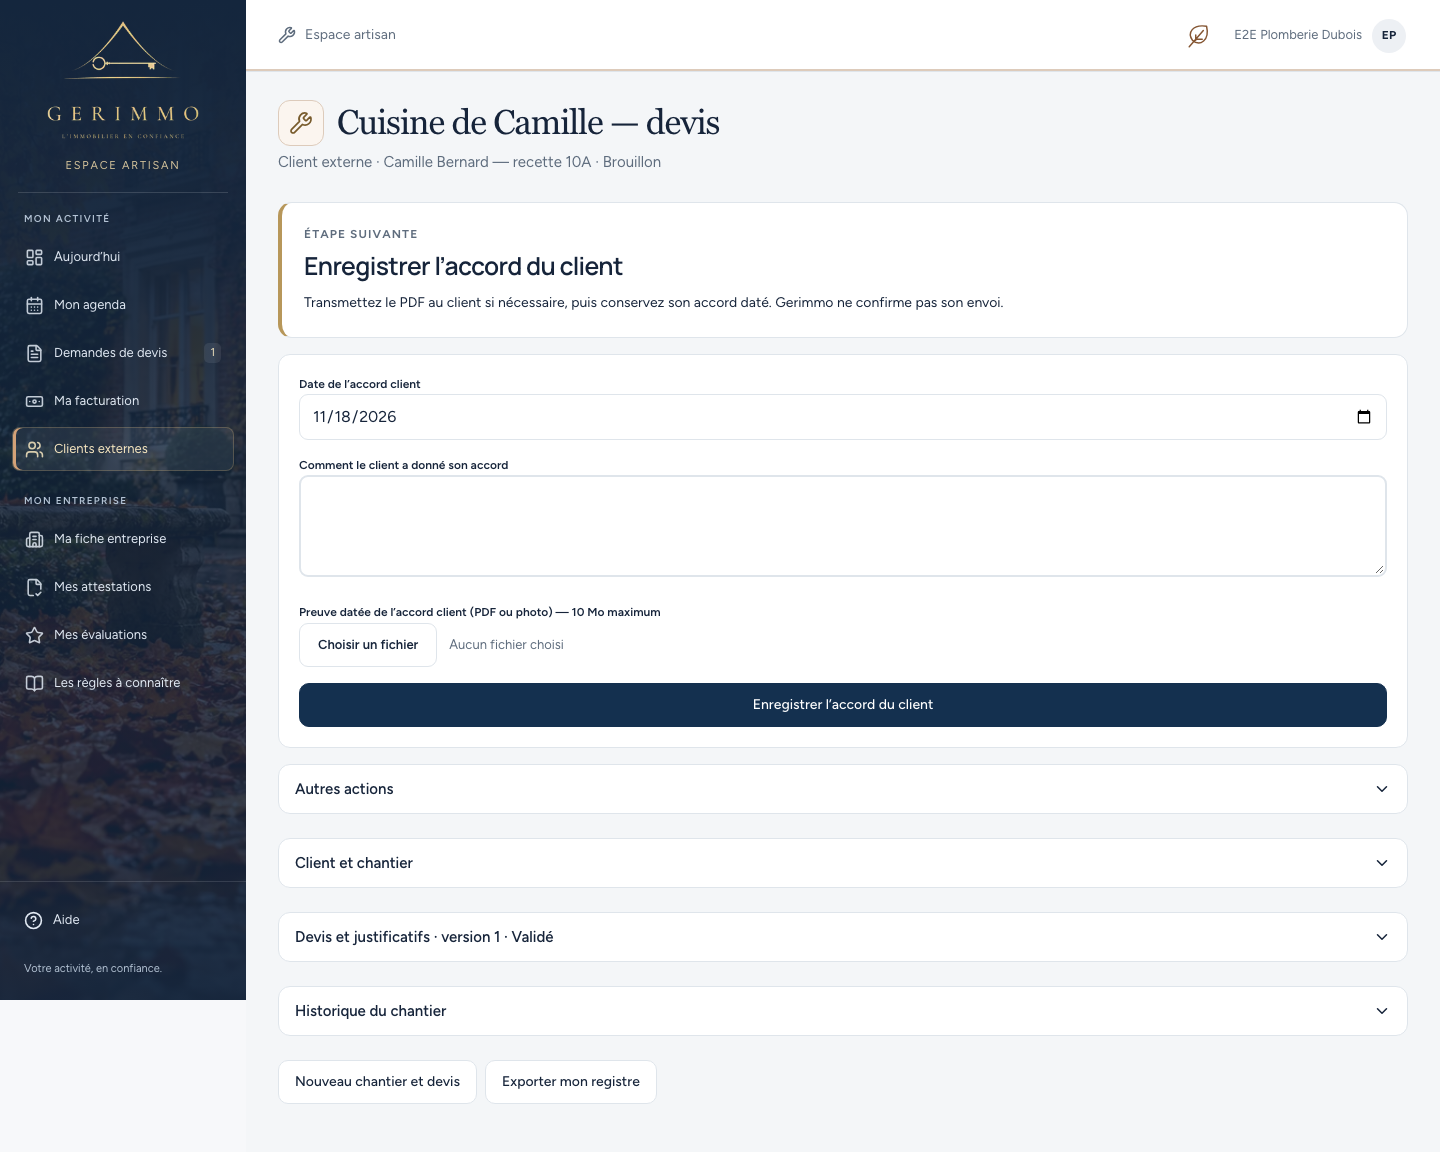 GERIMMO
L'IMMOBILIER EN CONFIANCE
ESPACE ARTISAN
MON ACTIVITÉ
Aujourd'hui
Mon agenda
Demandes de devis 1
Ma facturation
Clients externes
MON ENTREPRISE
Ma fiche entreprise
Mes attestations
Mes évaluations
Les règles à connaître
Aide
Votre activité, en confiance.
Espace artisan
E2E Plomberie Dubois EP
Cuisine de Camille — devis
Client externe · Camille Bernard — recette 10A · Brouillon
ÉTAPE SUIVANTE
Enregistrer l'accord du client
Transmettez le PDF au client si nécessaire, puis conservez son accord daté. Gerimmo ne confirme pas son envoi.
Date de l'accord client
11/18/2026
Comment le client a donné son accord
Preuve datée de l'accord client (PDF ou photo) — 10 Mo maximum
Choisir un fichier Aucun fichier choisi
Enregistrer l'accord du client
Autres actions
Client et chantier
Devis et justificatifs · version 1 · Validé
Historique du chantier
Nouveau chantier et devis Exporter mon registre